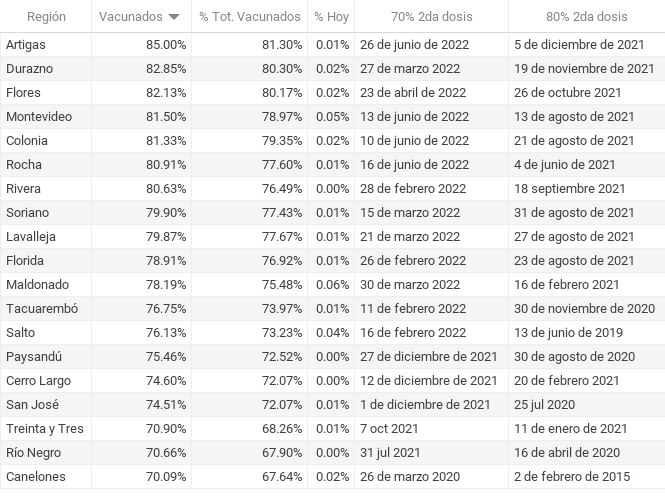 Región Vacunados % Tot. Vacunados % Hoy 70% 2da dosis 80% 2da dosis
Artigas 85.00% 81.30% 0.01% 26 de junio de 2022 5 de diciembre de 2021
Durazno 82.85% 80.30% 0.02% 27 de marzo 2022 19 de noviembre de 2021
Flores 82.13% 80.17% 0.02% 23 de abril de 2022 26 de octubre 2021
Montevideo 81.50% 78.97% 0.05% 13 de junio de 2022 13 de agosto de 2021
Colonia 81.33% 79.35% 0.02% 10 de junio de 2022 21 de agosto de 2021
Rocha 80.91% 77.60% 0.01% 16 de junio de 2022 4 de junio de 2021
Rivera 80.63% 76.49% 0.00% 28 de febrero 2022 18 septiembre de 2021
Soriano 79.90% 77.43% 0.01% 15 de marzo 2022 31 de agosto de 2021
Lavalleja 79.87% 77.67% 0.01% 21 de marzo 2022 27 de agosto de 2021
Florida 78.91% 76.92% 0.01% 26 de febrero 2022 23 de agosto de 2021
Maldonado 78.19% 75.48% 0.06% 30 de marzo 2022 16 de febrero 2021
Tacuarembó 76.75% 73.97% 0.01% 11 de febrero 2022 30 de noviembre de 2020
Salto 76.13% 73.23% 0.04% 16 de febrero 2022 13 de junio de 2019
Paysandú 75.46% 72.52% 0.00% 27 de diciembre de 2021 30 de agosto de 2020
Cerro Largo 74.60% 72.07% 0.00% 12 de diciembre de 2021 20 de febrero 2021
San José 74.51% 72.07% 0.01% 1 de diciembre de 2021 25 jul 2020
Treinta y Tres 70.90% 68.26% 0.01% 7 oct 2021 11 de enero de 2021
Río Negro 70.66% 67.90% 0.00% 31 jul 2021 16 de abril de 2020
Canelones 70.09% 67.64% 0.02% 26 de marzo 2020 2 de febrero de 2015